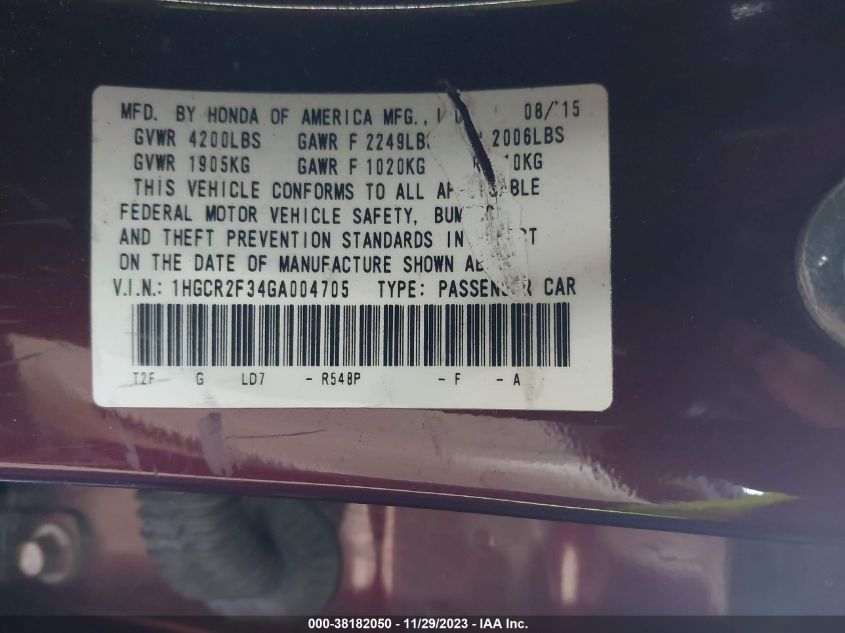 MFD. BY HONDA OF AMERICA MFG., 08/15
GVWR 4200LBS GAWR F 2249LB 2006LBS
GVWR 1905KG GAWR F 1020KG 0KG
THIS VEHICLE CONFORMS TO ALL
FEDERAL MOTOR VEHICLE SAFETY,
AND THEFT PREVENTION STANDARDS IN
ON THE DATE OF MANUFACTURE SHOWN
V.I.N.: 1HGCR2F34GA004705 TYPE: PASSENGER CAR
T2F G LD7 - R548P - F - A
000-38182050 - 11/29/2023 - IAA Inc.